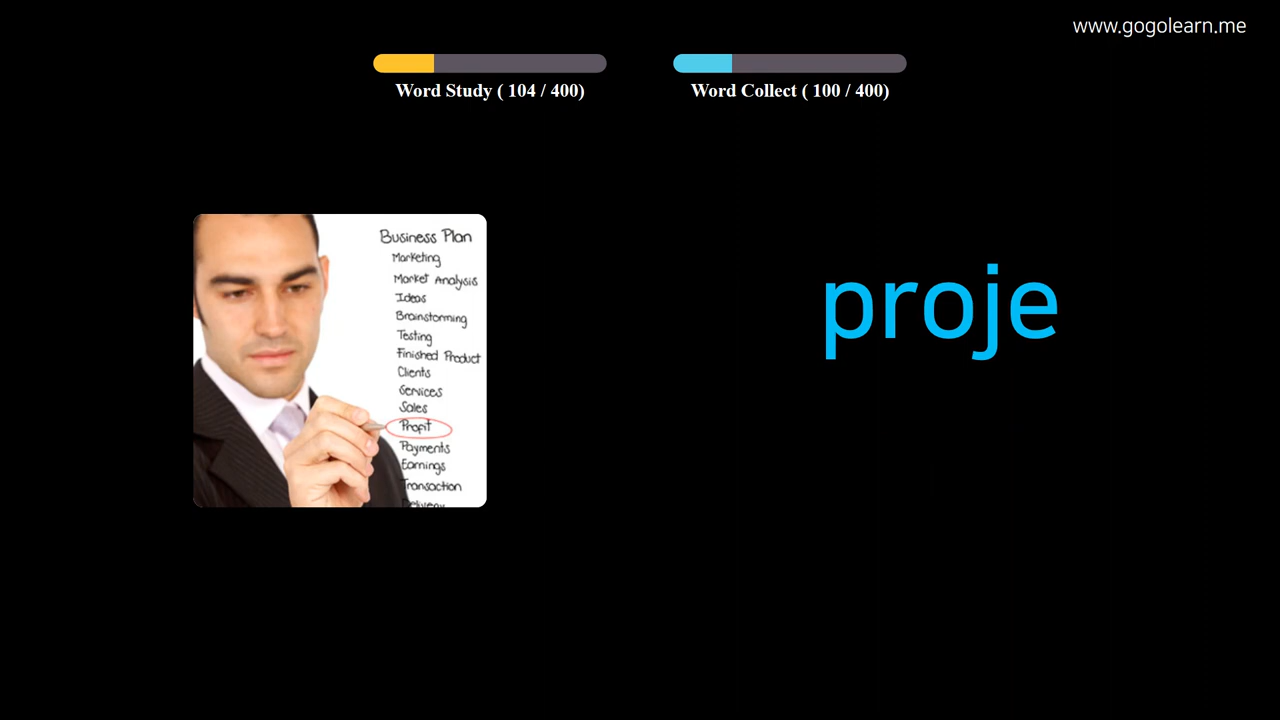 www.gogolearn.me
Word Study ( 104 / 400)
Word Collect ( 100 / 400)
Business Plan
Marketing
Market Analysis
Ideas
Brainstorming
Testing
Finished Product
Clients
Services
Sales
Profit
Payments
Earnings
Transaction
Delivery
proje